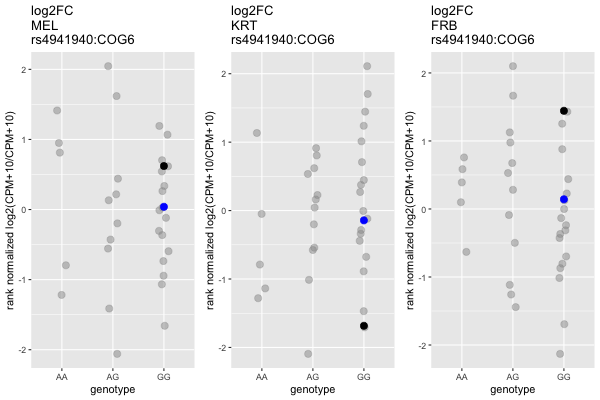 log2FC
MEL
rs4941940:COG6
rank normalized log2(CPM+10/CPM+10)
2
1
0
-1
-2
AA
AG
GG
genotype
log2FC
KRT
rs4941940:COG6
rank normalized log2(CPM+10/CPM+10)
2
1
0
-1
-2
AA
AG
GG
genotype
log2FC
FRB
rs4941940:COG6
rank normalized log2(CPM+10/CPM+10)
2
1
0
-1
-2
AA
AG
GG
genotype